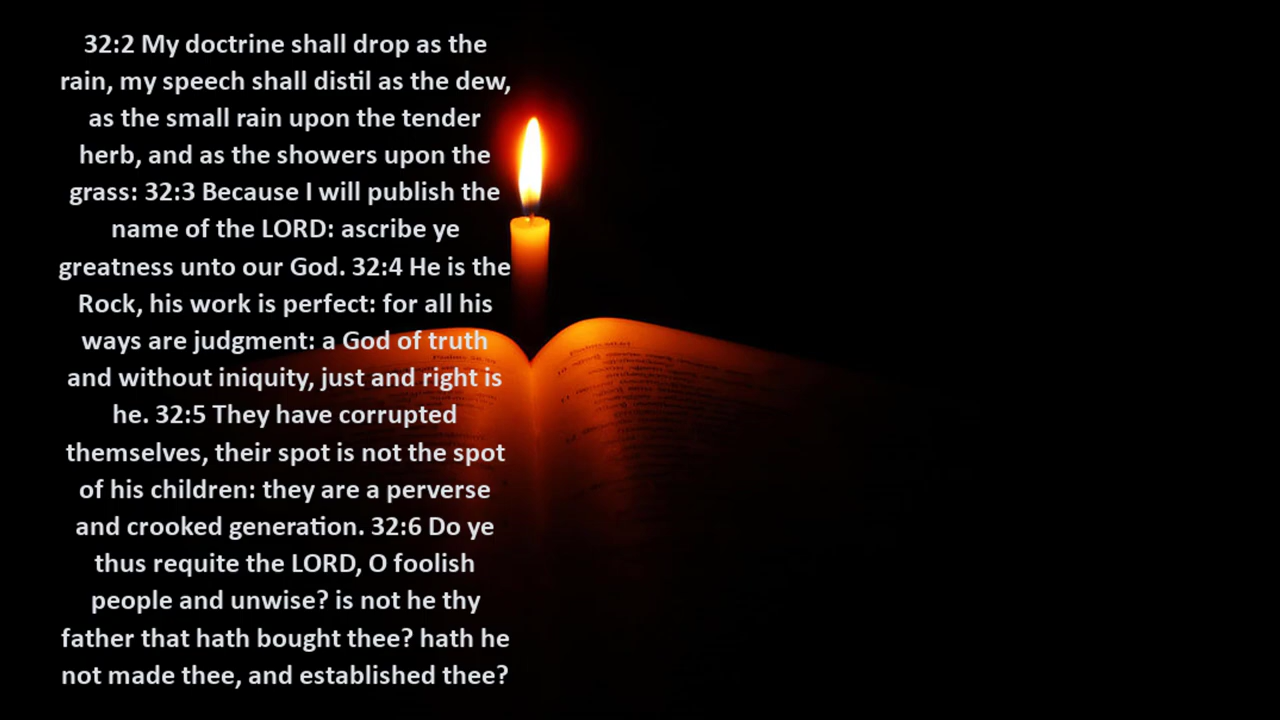 32:2 My doctrine shall drop as the
rain, my speech shall distil as the dew,
as the small rain upon the tender
herb, and as the showers upon the
grass: 32:3 Because I will publish the
name of the LORD: ascribe ye
greatness unto our God. 32:4 He is the
Rock, his work is perfect: for all his
ways are judgment: a God of truth
and without iniquity, just and right is
he. 32:5 They have corrupted
themselves, their spot is not the spot
of his children: they are a perverse
and crooked generation. 32:6 Do ye
thus requite the LORD, O foolish
people and unwise? is not he thy
father that hath bought thee? hath he
not made thee, and established thee?